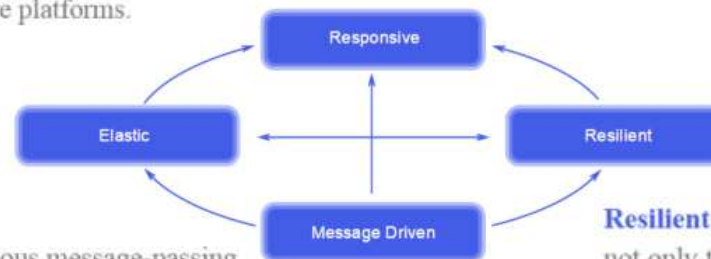 e platforms.
Responsive
Elastic
Resilient
Message Driven
Resilient
ous message-passing
not only t